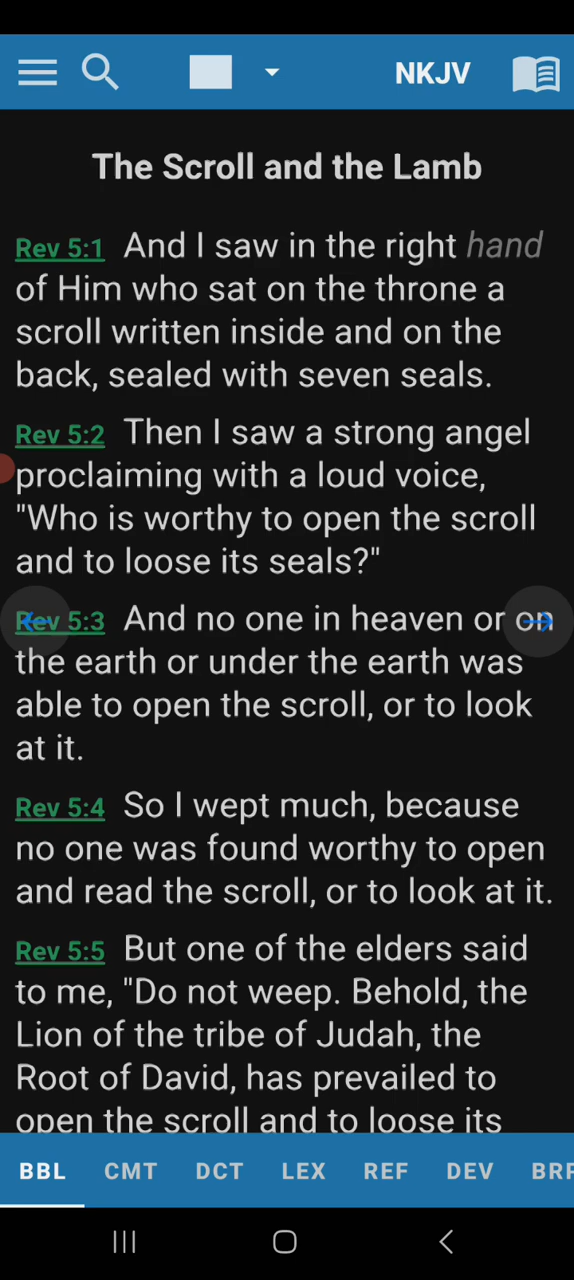 NKJV
The Scroll and the Lamb
Rev 5:1 And I saw in the right hand
of Him who sat on the throne a
scroll written inside and on the
back, sealed with seven seals.
Rev 5:2 Then I saw a strong angel
proclaiming with a loud voice,
"Who is worthy to open the scroll
and to loose its seals?"
Rev 5:3 And no one in heaven or on
the earth or under the earth was
able to open the scroll, or to look
at it.
Rev 5:4 So I wept much, because
no one was found worthy to open
and read the scroll, or to look at it.
Rev 5:5 But one of the elders said
to me, "Do not weep. Behold, the
Lion of the tribe of Judah, the
Root of David, has prevailed to
open the scroll and to loose its
BBL CMT DCT LEX REF DEV BRP